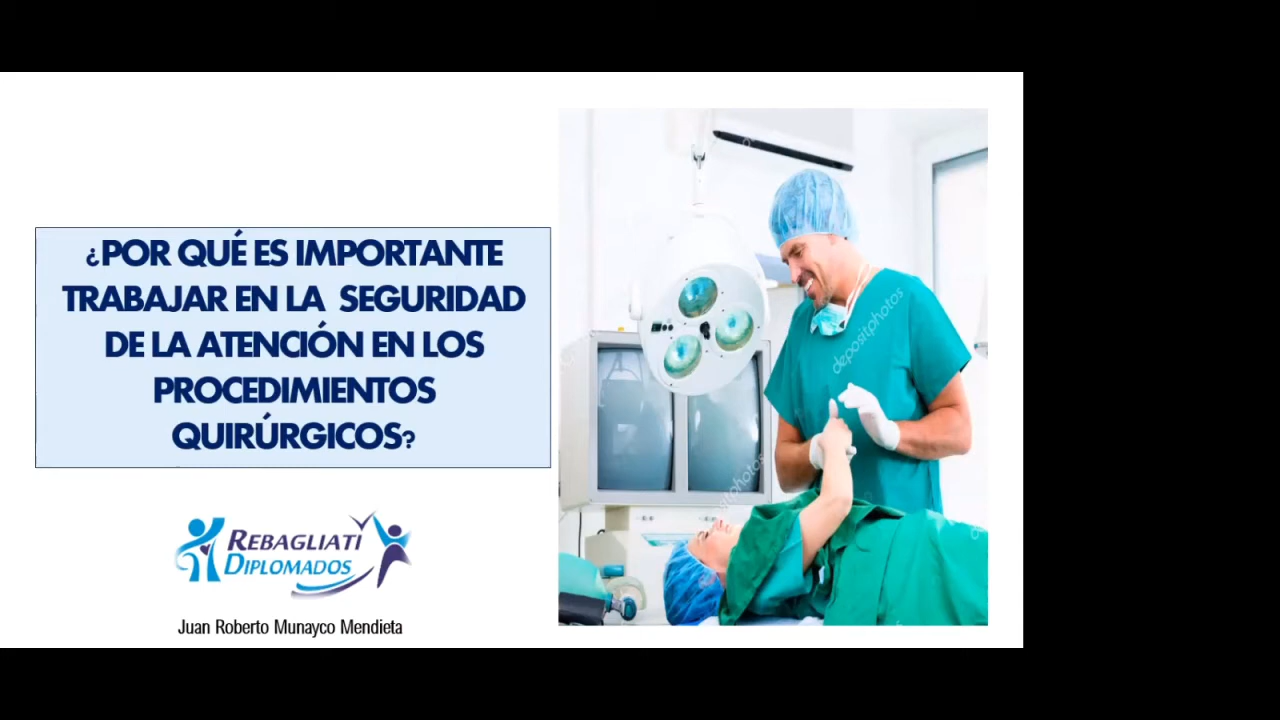 ¿POR QUÉ ES IMPORTANTE
TRABAJAR EN LA SEGURIDAD
DE LA ATENCIÓN EN LOS
PROCEDIMIENTOS
QUIRÚRGICOS?
REBAGLIATI
DIPLOMADOS
Juan Roberto Munayco Mendieta
depositphotos